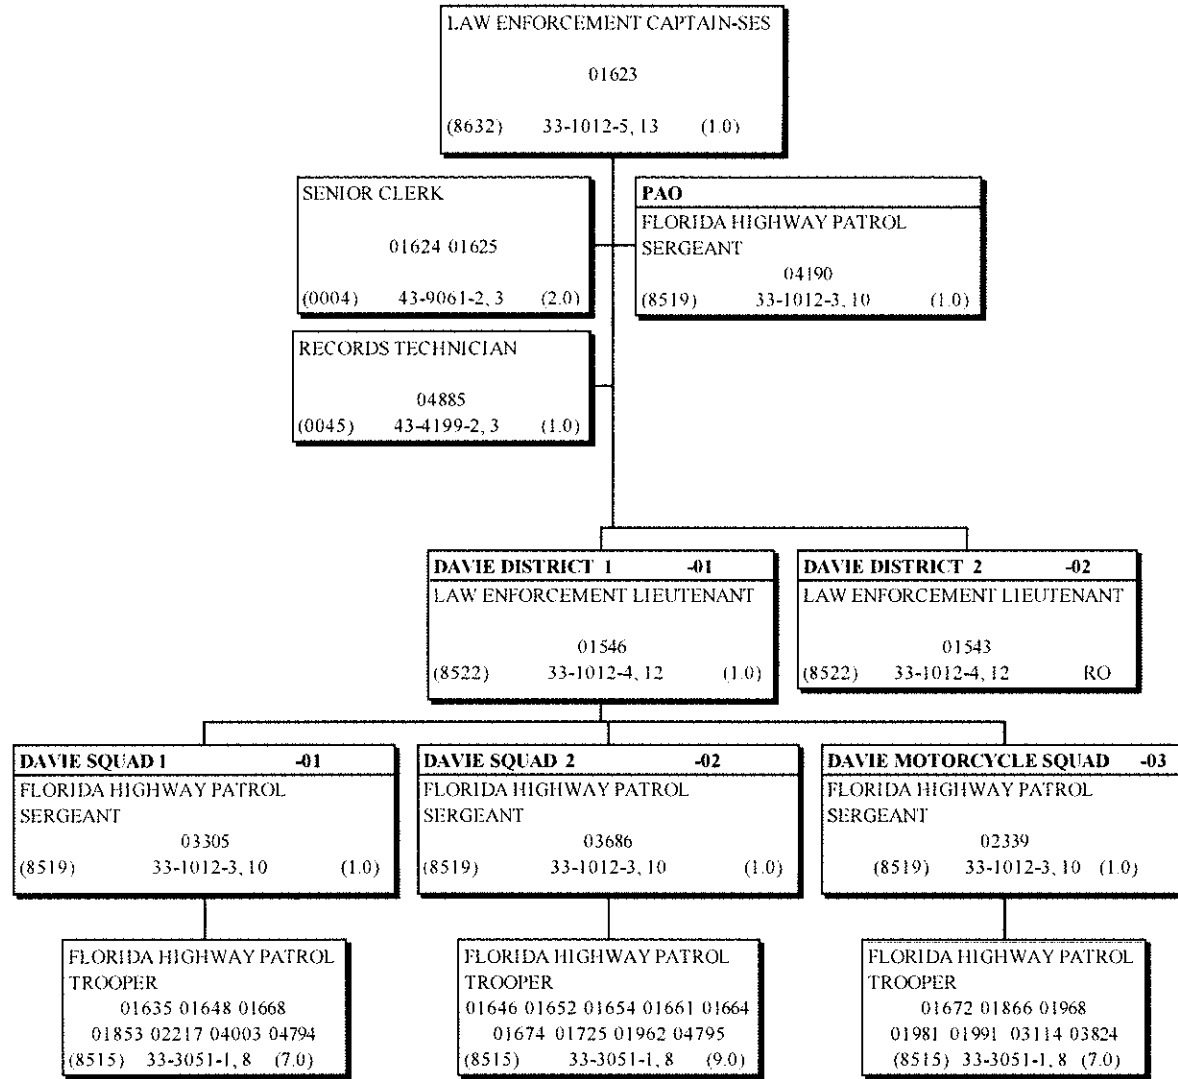 LAW ENFORCEMENT CAPTAIN-SES
01623
(8632) 33-1012-5, 13 (1.0)
SENIOR CLERK
01624 01625
(0004) 43-9061-2, 3 (2.0)
PAO
FLORIDA HIGHWAY PATROL
SERGEANT
04190
(8519) 33-1012-3, 10 (1.0)
RECORDS TECHNICIAN
04885
(0045) 43-4199-2, 3 (1.0)
DAVIE DISTRICT 1 -01
LAW ENFORCEMENT LIEUTENANT
01546
(8522) 33-1012-4, 12 (1.0)
DAVIE DISTRICT 2 -02
LAW ENFORCEMENT LIEUTENANT
01543
(8522) 33-1012-4, 12 RO
DAVIE SQUAD 1 -01
FLORIDA HIGHWAY PATROL
SERGEANT
03305
(8519) 33-1012-3, 10 (1.0)
DAVIE SQUAD 2 -02
FLORIDA HIGHWAY PATROL
SERGEANT
03686
(8519) 33-1012-3, 10 (1.0)
DAVIE MOTORCYCLE SQUAD -03
FLORIDA HIGHWAY PATROL
SERGEANT
02339
(8519) 33-1012-3, 10 (1.0)
FLORIDA HIGHWAY PATROL
TROOPER
01635 01648 01668
01853 02217 04003 04794
(8515) 33-3051-1, 8 (7.0)
FLORIDA HIGHWAY PATROL
TROOPER
01646 01652 01654 01661 01664
01674 01725 01962 04795
(8515) 33-3051-1, 8 (9.0)
FLORIDA HIGHWAY PATROL
TROOPER
01672 01866 01968
01981 01991 03114 03824
(8515) 33-3051-1, 8 (7.0)